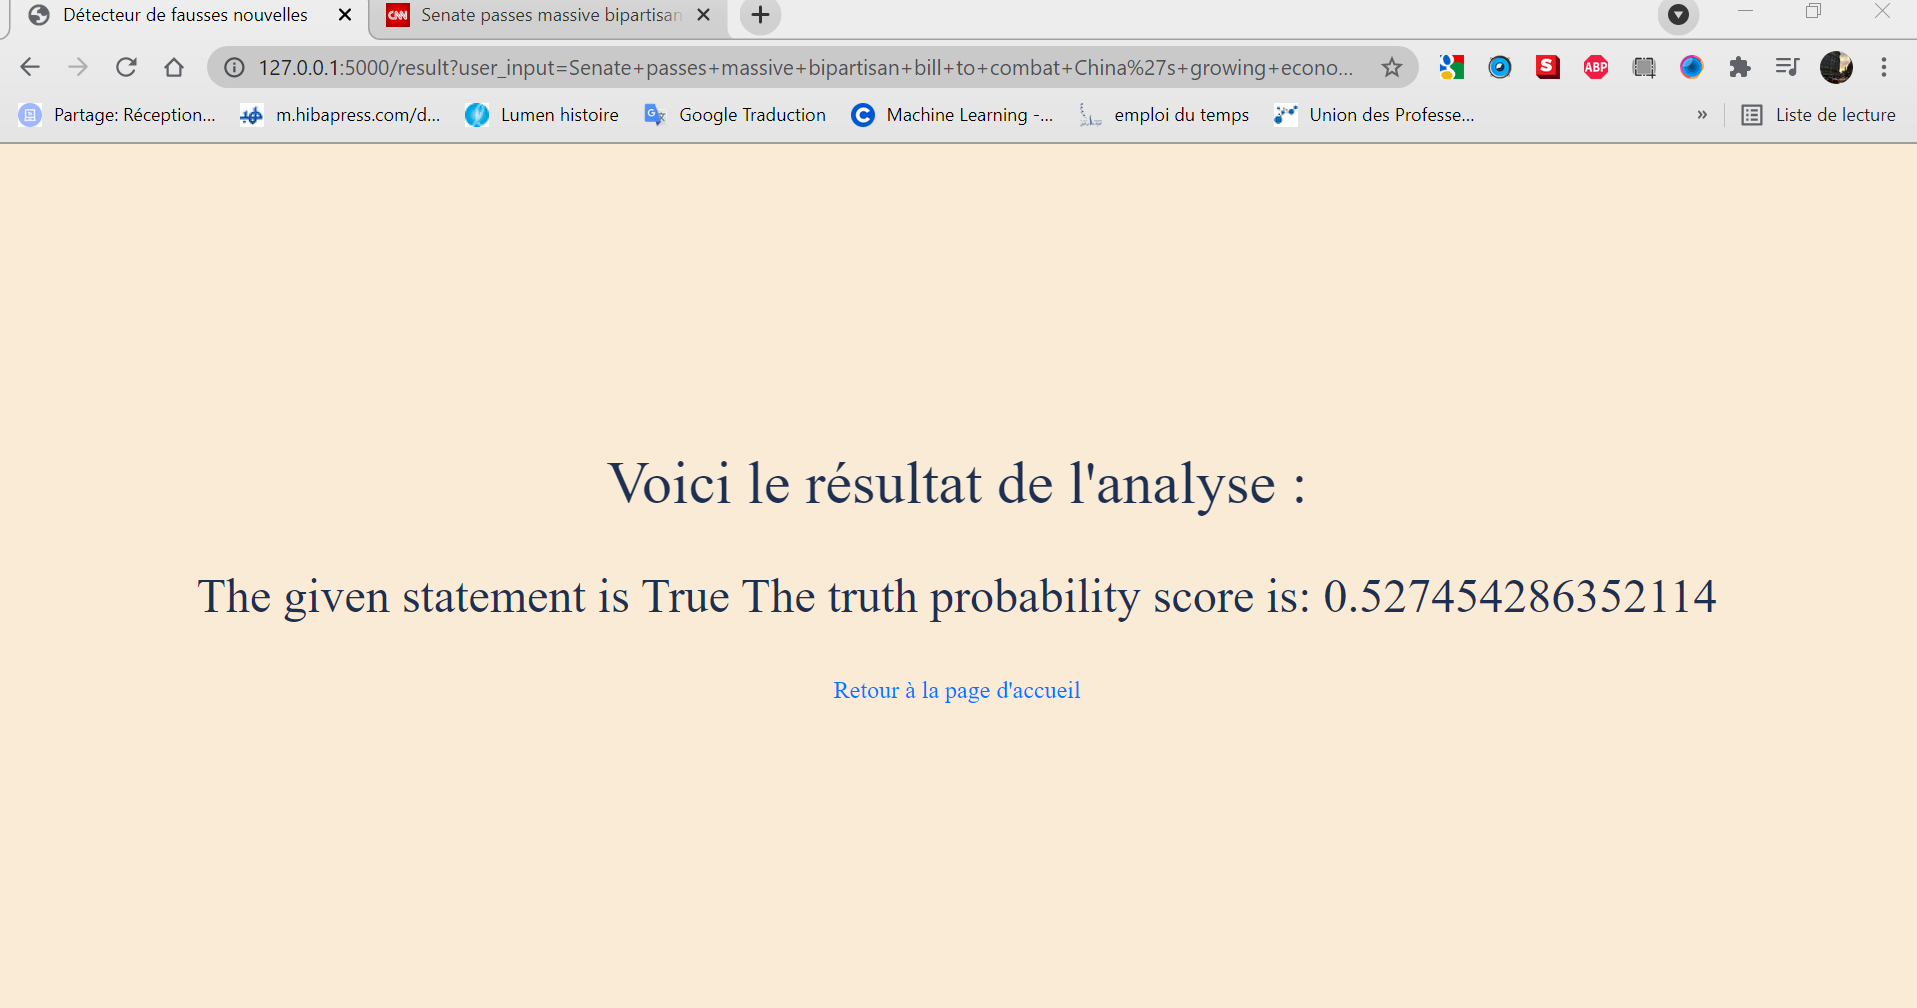 Détecteur de fausses nouvelles
CNN Senate passes massive bipartisan
127.0.0.1:5000/result?user_input=Senate+passes+massive+bipartisan+bill+to+combat+China%27s+growing+econo...
S ABP
Partage: Réception... m.hibapress.com/d... Lumen histoire Google Traduction Machine Learning -... emploi du temps Union des Professe... » Liste de lecture
Voici le résultat de l'analyse :
The given statement is True The truth probability score is: 0.527454286352114
Retour à la page d'accueil